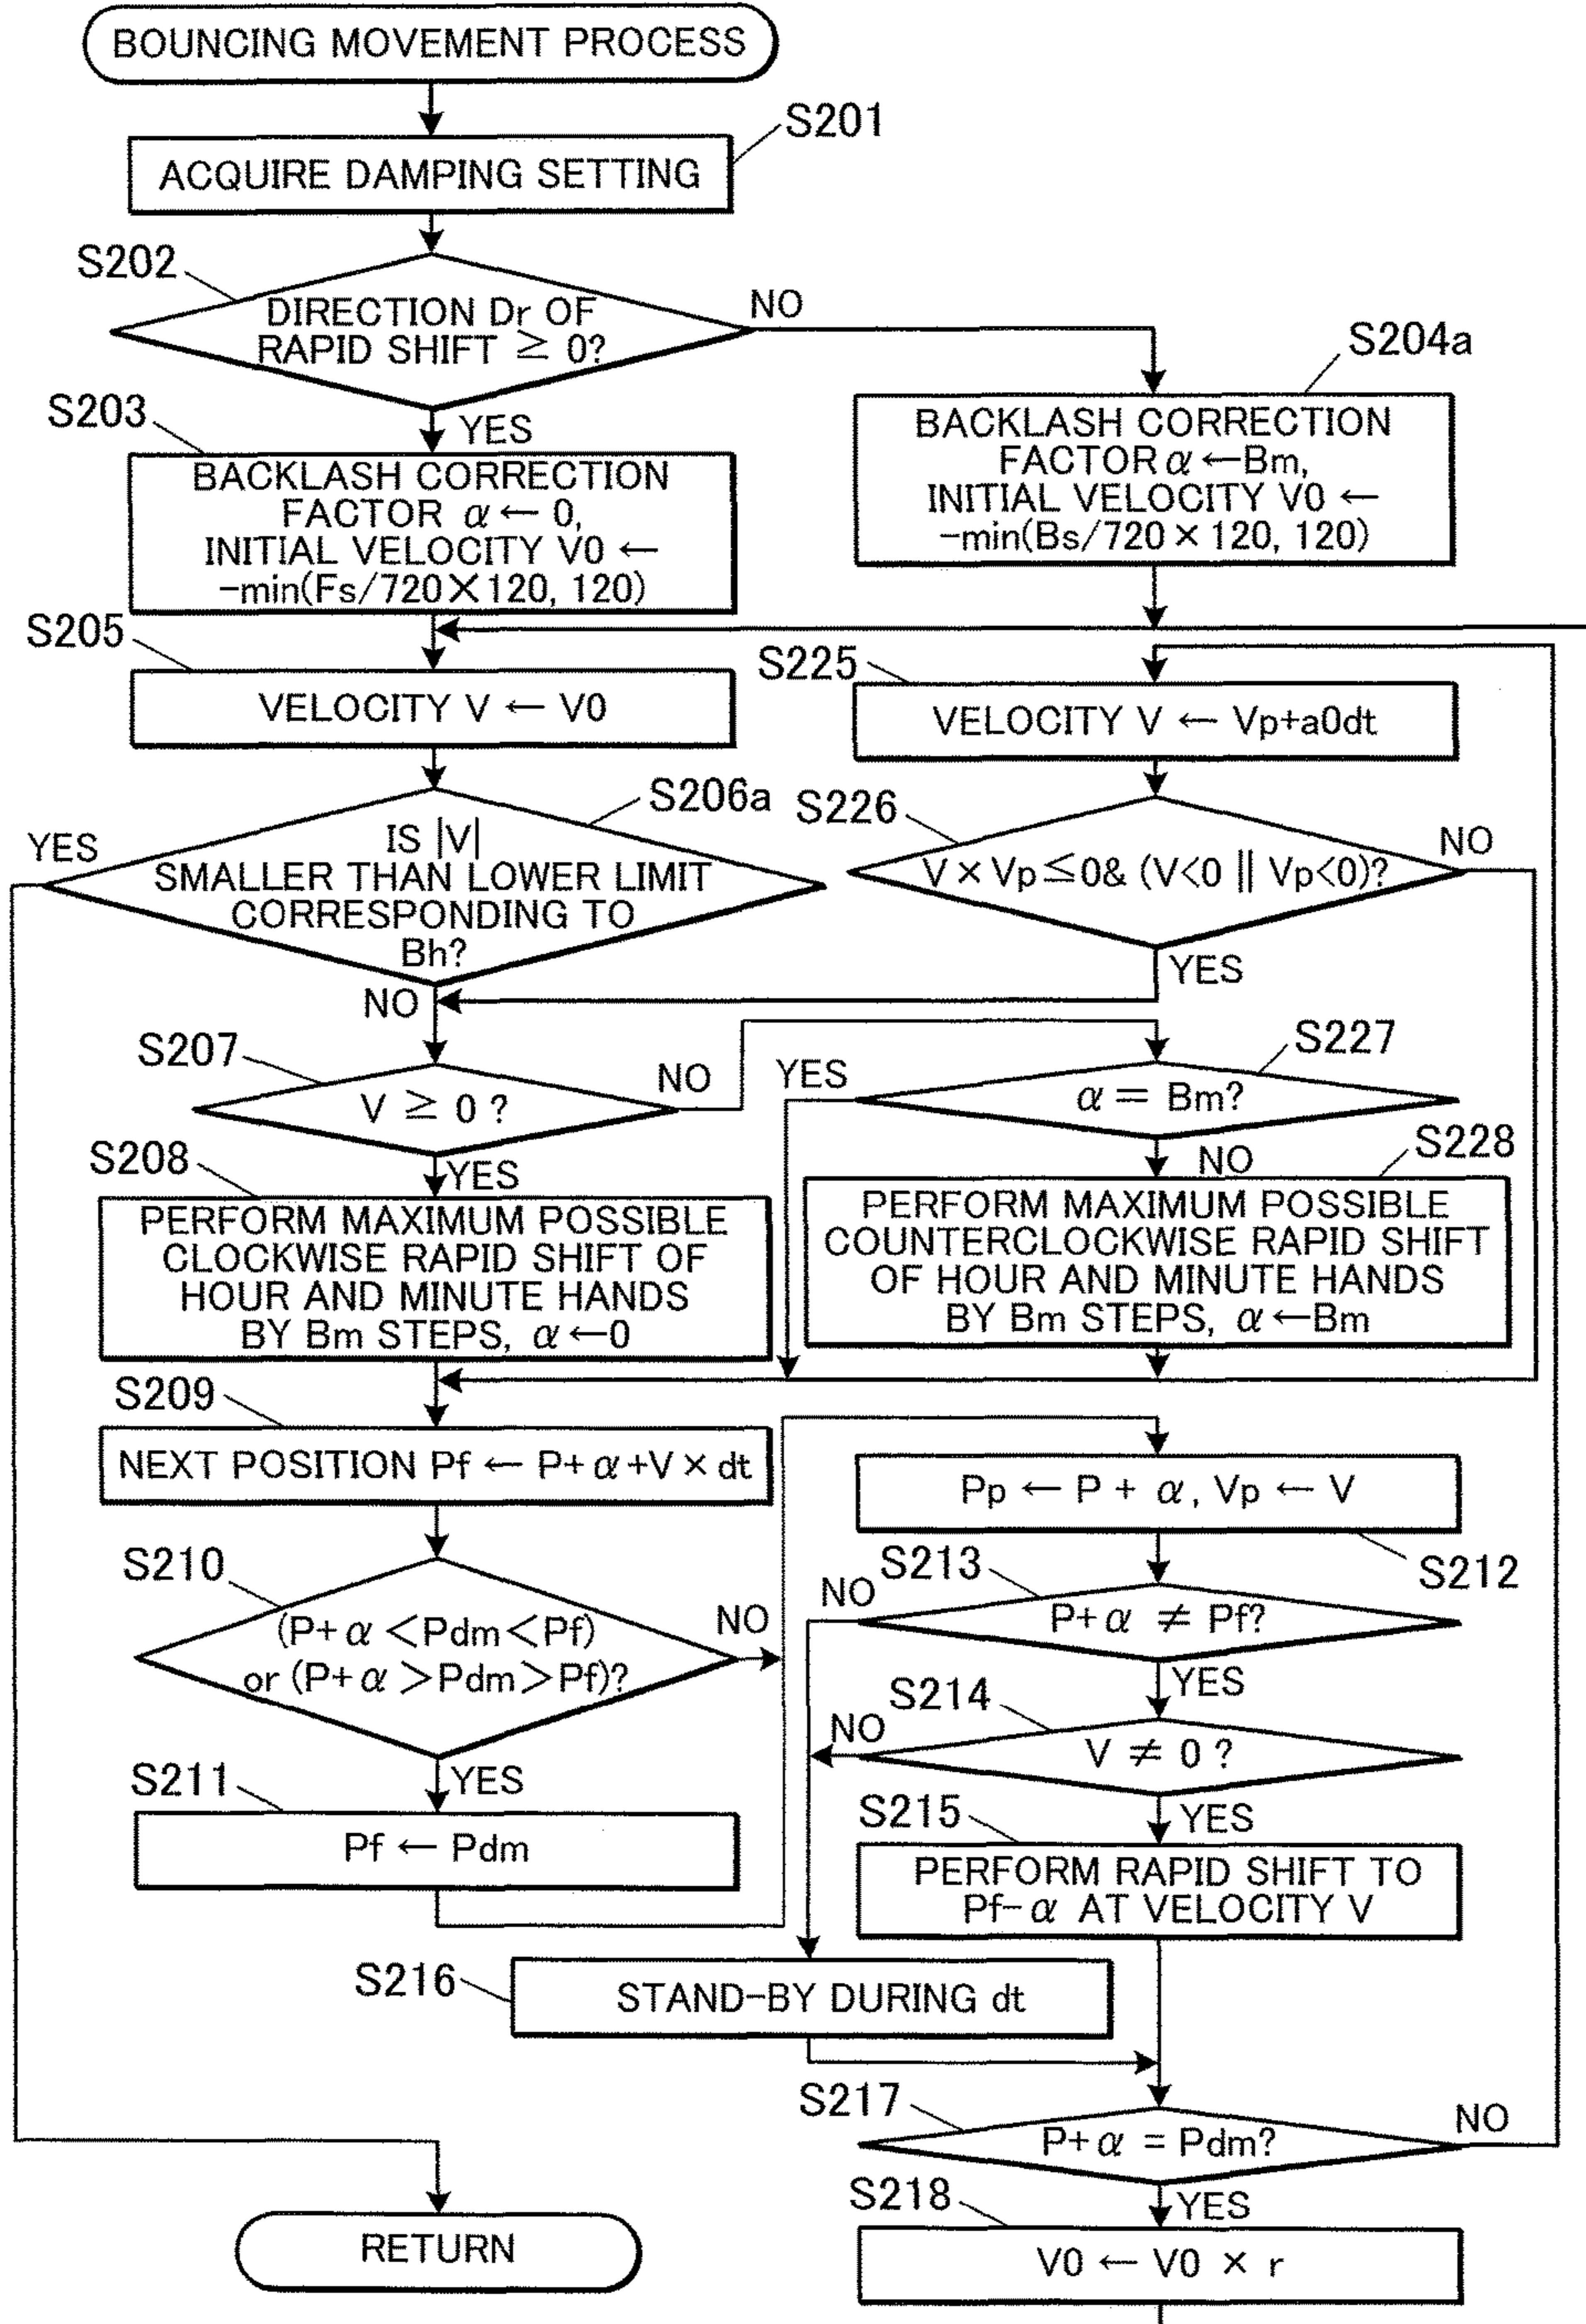 BOUNCING MOVEMENT PROCESS
S201
ACQUIRE DAMPING SETTING
S202
DIRECTION Dr OF
RAPID SHIFT ≧ 0?
NO
YES
S203
BACKLASH CORRECTION
FACTOR α ← 0,
INITIAL VELOCITY V0 ←
-min(Fs/720×120, 120)
S204a
BACKLASH CORRECTION
FACTOR α ←Bm,
INITIAL VELOCITY V0 ←
-min(Bs/720×120, 120)
S205
VELOCITY V ← V0
S225
VELOCITY V ← Vp+a0dt
S206a
YES
IS |V|
SMALLER THAN LOWER LIMIT
CORRESPONDING TO
Bh?
NO
S226
V × Vp≦0& (V<0 || Vp<0)?
NO
YES
S207
V ≧ 0 ?
NO
YES
S227
YES
α = Bm?
NO
S208
PERFORM MAXIMUM POSSIBLE
CLOCKWISE RAPID SHIFT OF
HOUR AND MINUTE HANDS
BY Bm STEPS, α ←0
S228
PERFORM MAXIMUM POSSIBLE
COUNTERCLOCKWISE RAPID SHIFT
OF HOUR AND MINUTE HANDS
BY Bm STEPS, α ←Bm
S209
NEXT POSITION Pf ← P+ α +V × dt
S210
(P+ α <Pdm<Pf)
or (P+ α >Pdm>Pf)?
NO
YES
S211
Pf ← Pdm
Pp ← P + α, Vp ← V
S212
S213
NO
P+ α ≠ Pf?
YES
S214
NO
V ≠ 0 ?
YES
S215
PERFORM RAPID SHIFT TO
Pf- α AT VELOCITY V
S216
STAND-BY DURING dt
S217
P+ α = Pdm?
NO
YES
S218
V0 ← V0 × r
RETURN